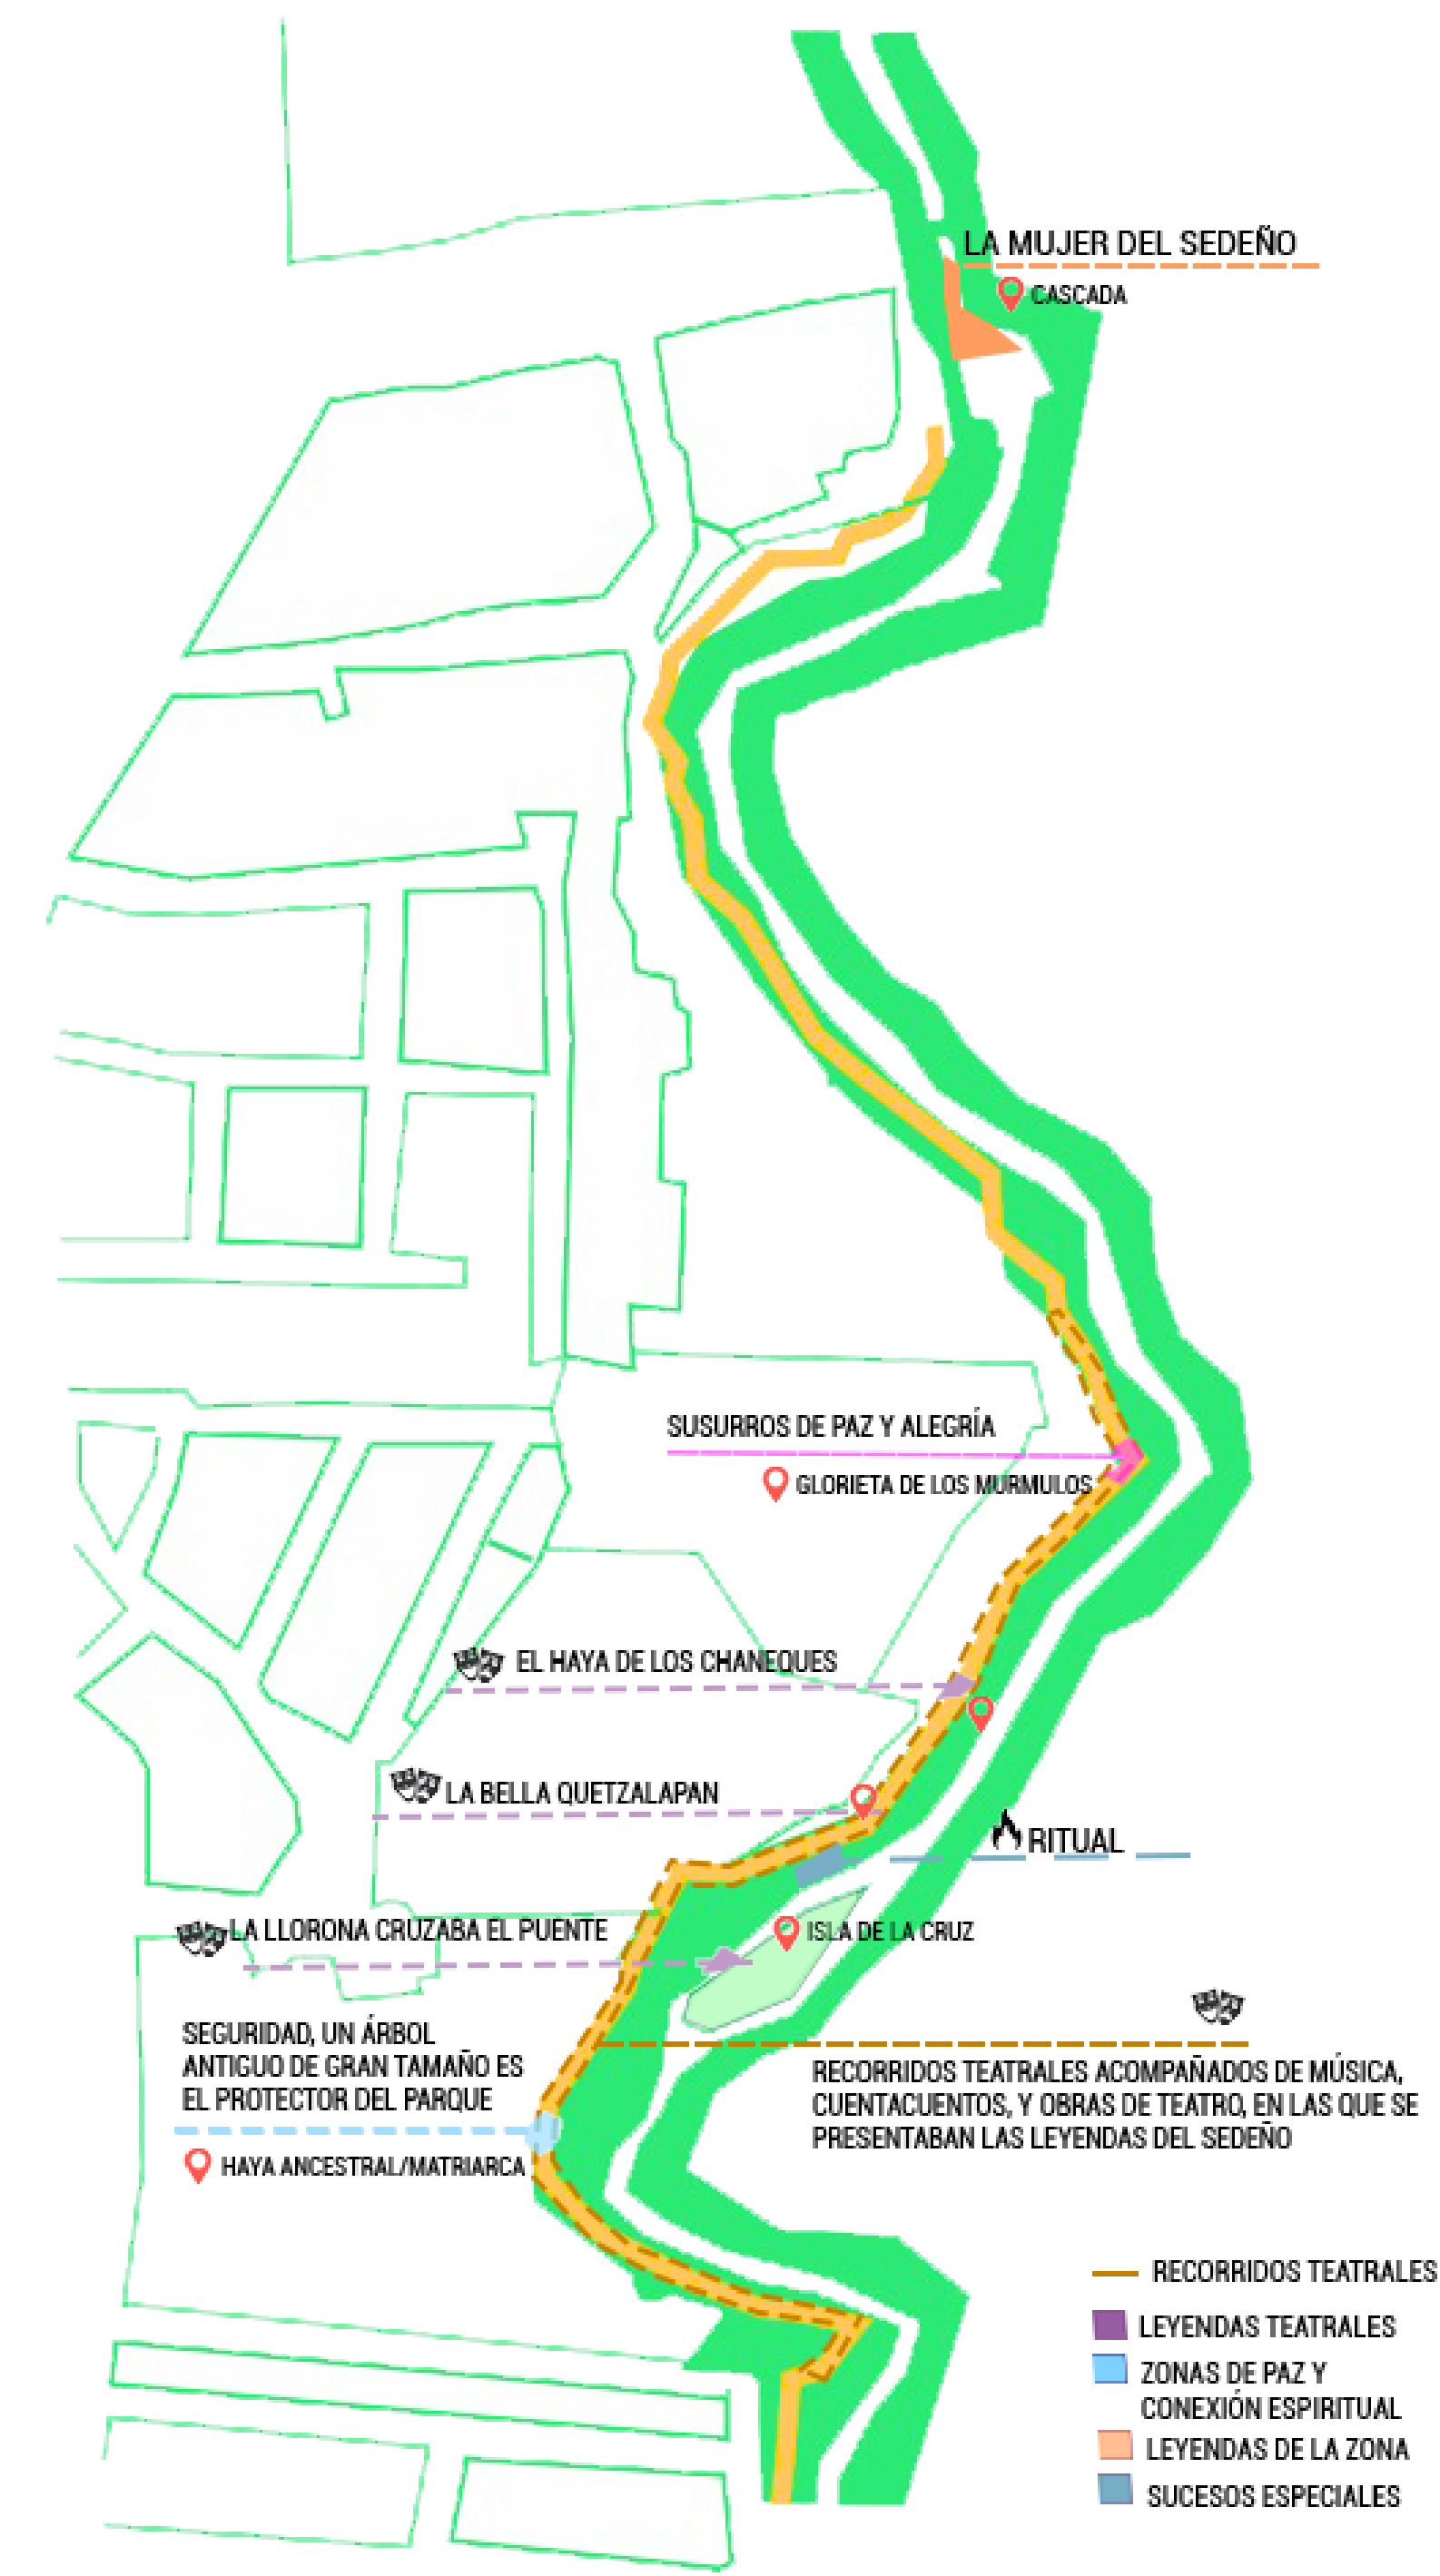 LA MUJER DEL SEDEÑO
CASCADA
SUSURROS DE PAZ Y ALEGRÍA
GLORIETA DE LOS MURMULOS
EL HAYA DE LOS CHANEQUES
LA BELLA QUETZALAPAN
RITUAL
LA LLORONA CRUZABA EL PUENTE
ISLA DE LA CRUZ
SEGURIDAD, UN ÁRBOL
ANTIGUO DE GRAN TAMAÑO ES
EL PROTECTOR DEL PARQUE
HAYA ANCESTRAL/MATRIARCA
RECORRIDOS TEATRALES ACOMPAÑADOS DE MÚSICA,
CUENTACUENTOS, Y OBRAS DE TEATRO, EN LAS QUE SE
PRESENTABAN LAS LEYENDAS DEL SEDEÑO
RECORRIDOS TEATRALES
LEYENDAS TEATRALES
ZONAS DE PAZ Y
CONEXIÓN ESPIRITUAL
LEYENDAS DE LA ZONA
SUCESOS ESPECIALES